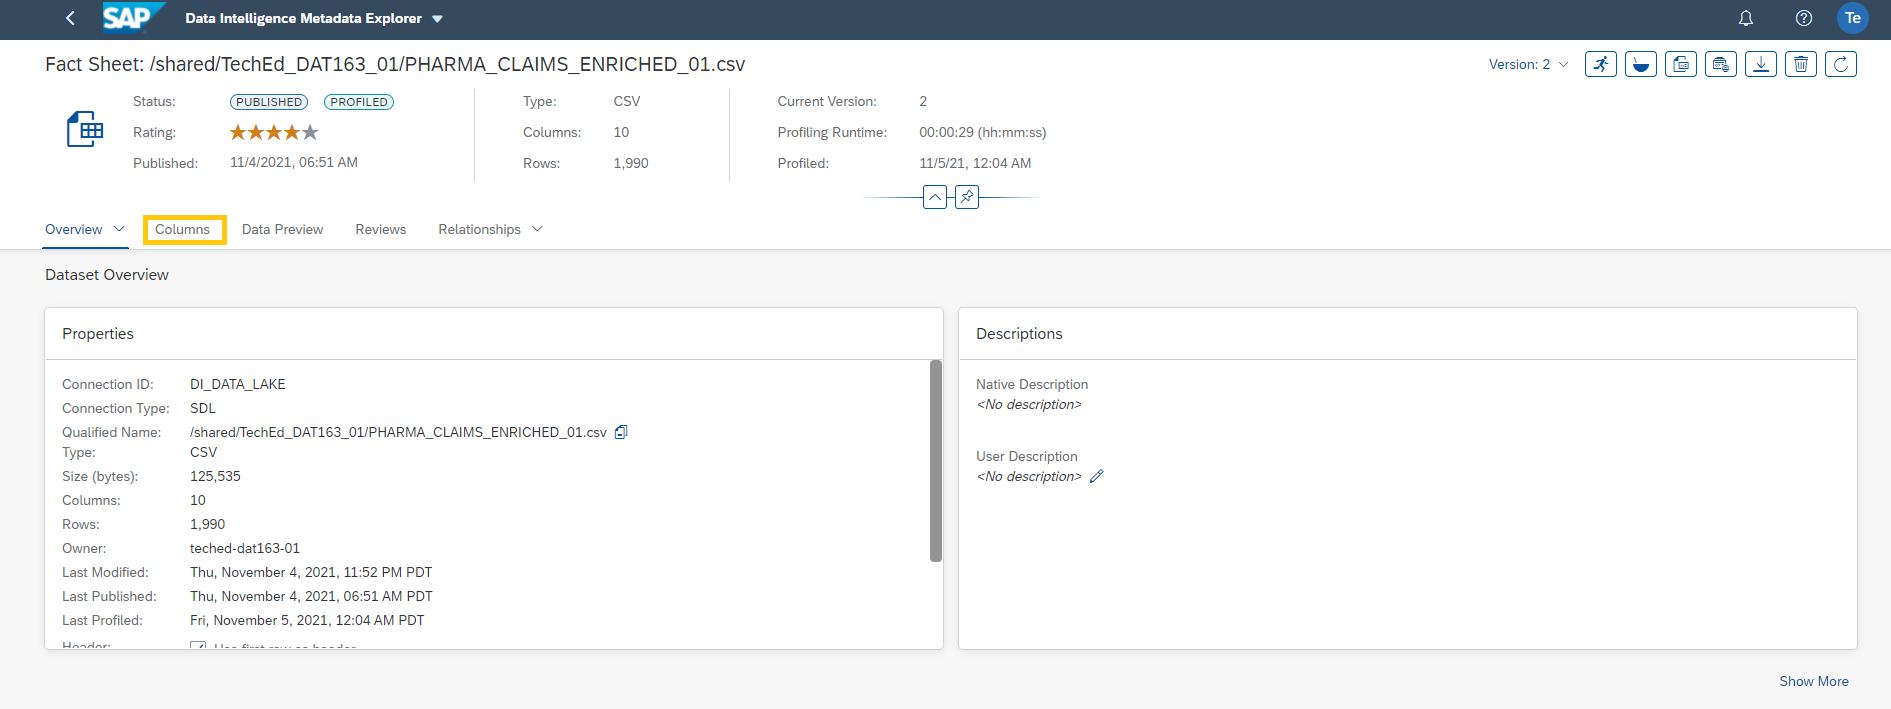 SAP Data Intelligence Metadata Explorer Te
Fact Sheet: /shared/TechEd_DAT163_01/PHARMA_CLAIMS_ENRICHED_01.csv Version: 2
Status: PUBLISHED PROFILED Type: CSV Current Version: 2
Rating: Columns: 10 Profiling Runtime: 00:00:29 (hh:mm:ss)
Published: 11/4/2021, 06:51 AM Rows: 1,990 Profiled: 11/5/21, 12:04 AM
Overview Columns Data Preview Reviews Relationships
Dataset Overview
Properties
Connection ID: DI_DATA_LAKE
Connection Type: SDL
Qualified Name: /shared/TechEd_DAT163_01/PHARMA_CLAIMS_ENRICHED_01.csv
Type: CSV
Size (bytes): 125,535
Columns: 10
Rows: 1,990
Owner: teched-dat163-01
Last Modified: Thu, November 4, 2021, 11:52 PM PDT
Last Published: Thu, November 4, 2021, 06:51 AM PDT
Last Profiled: Fri, November 5, 2021, 12:04 AM PDT
Header: Use first row as header
Descriptions
Native Description
<No description>
User Description
<No description>
Show More